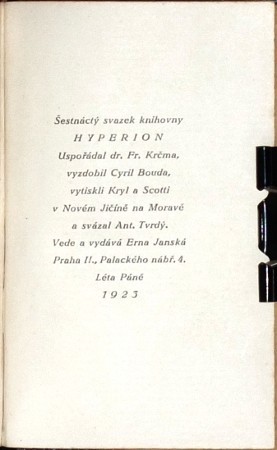 Šestnáctý svazek knihovny
HYPERION
Uspořádal dr. Fr. Krčma,
vyzdobil Cyril Bouda,
vytiskli Kryl a Scotti
v Novém Jičíně na Moravě
a svázal Ant. Tvrdý.
Vede a vydává Erna Janská
Praha II., Palackého nábř. 4.
Léta Páně
1923